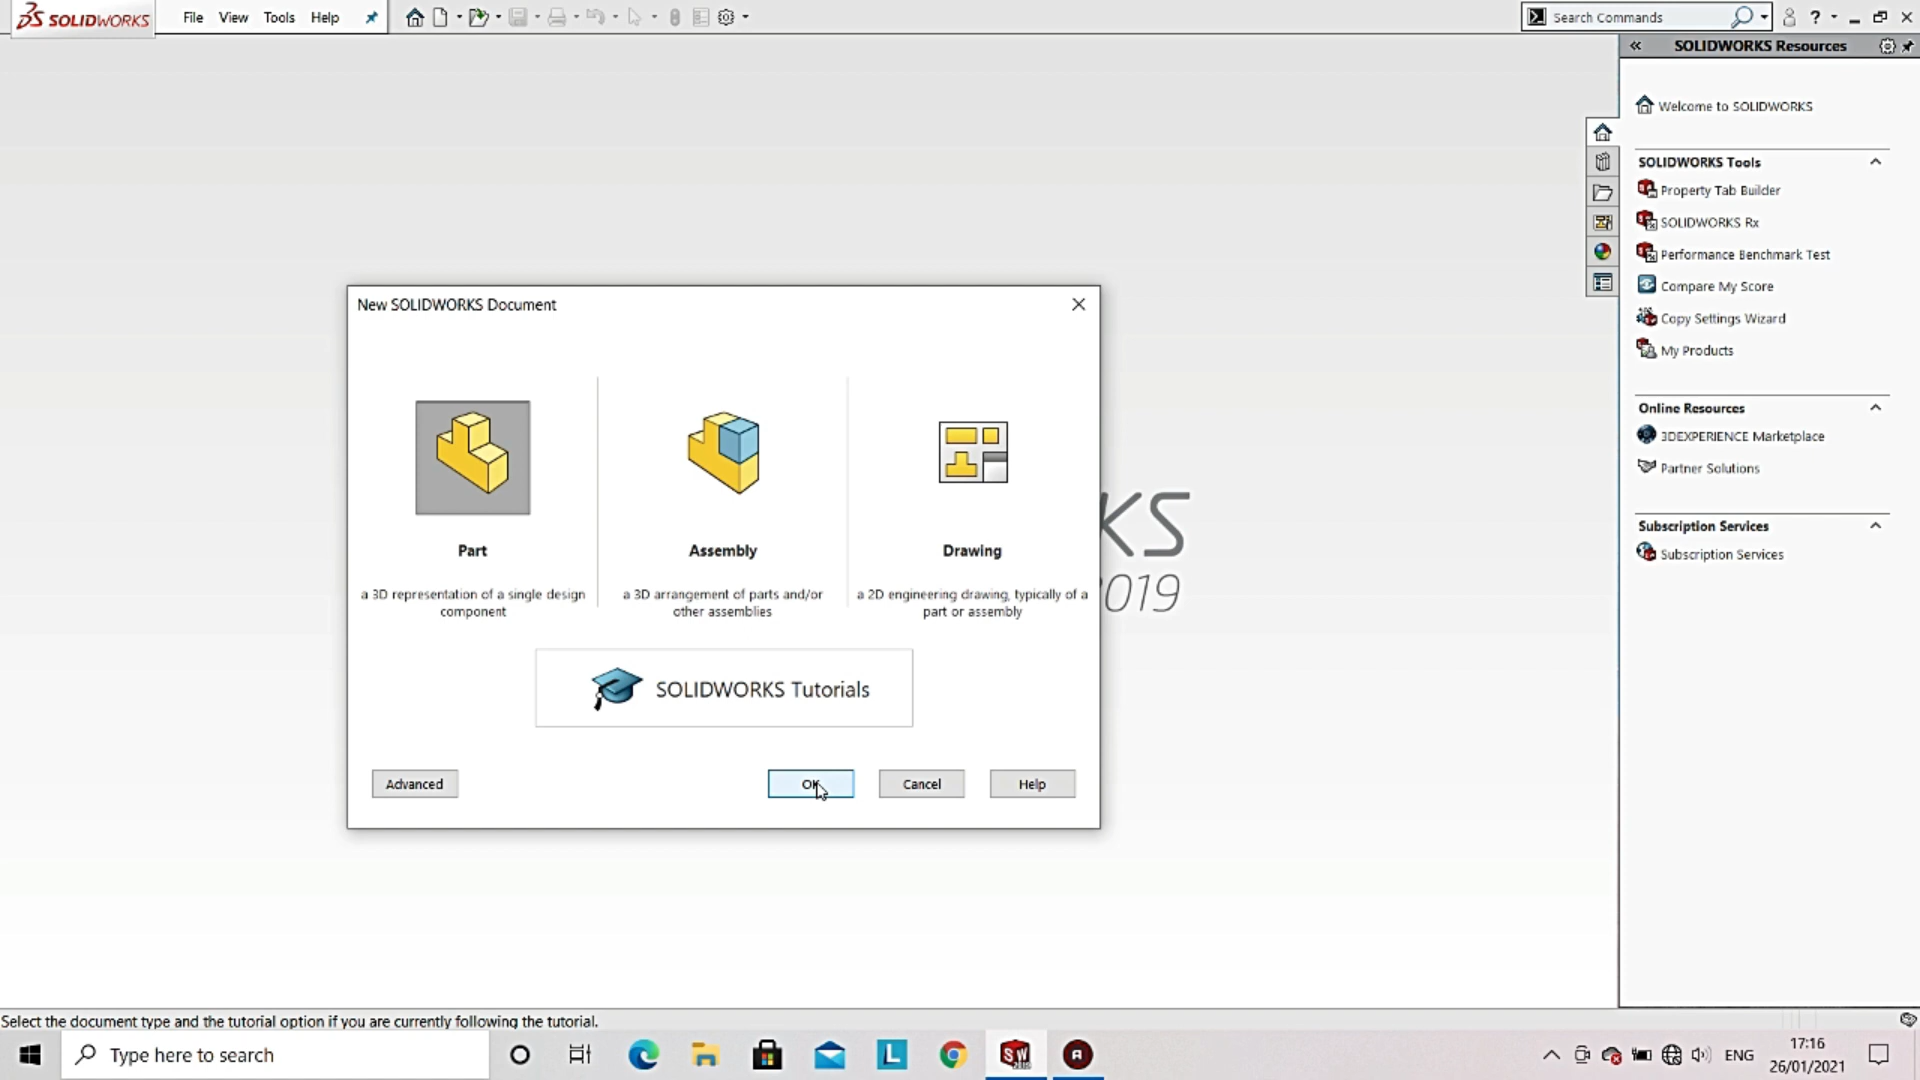 SOLIDWORKS File View Tools Help
Search Commands
SOLIDWORKS Resources
Welcome to SOLIDWORKS
SOLIDWORKS Tools
Property Tab Builder
SOLIDWORKS Rx
Performance Benchmark Test
Compare My Score
Copy Settings Wizard
My Products
Online Resources
3DEXPERIENCE Marketplace
Partner Solutions
Subscription Services
Subscription Services
New SOLIDWORKS Document
Part
a 3D representation of a single design
component
Assembly
a 3D arrangement of parts and/or
other assemblies
Drawing
a 2D engineering drawing, typically of a
part or assembly
SOLIDWORKS Tutorials
Advanced OK Cancel Help
KS
2019
Select the document type and the tutorial option if you are currently following the tutorial.
Type here to search
ENG
17:16
26/01/2021